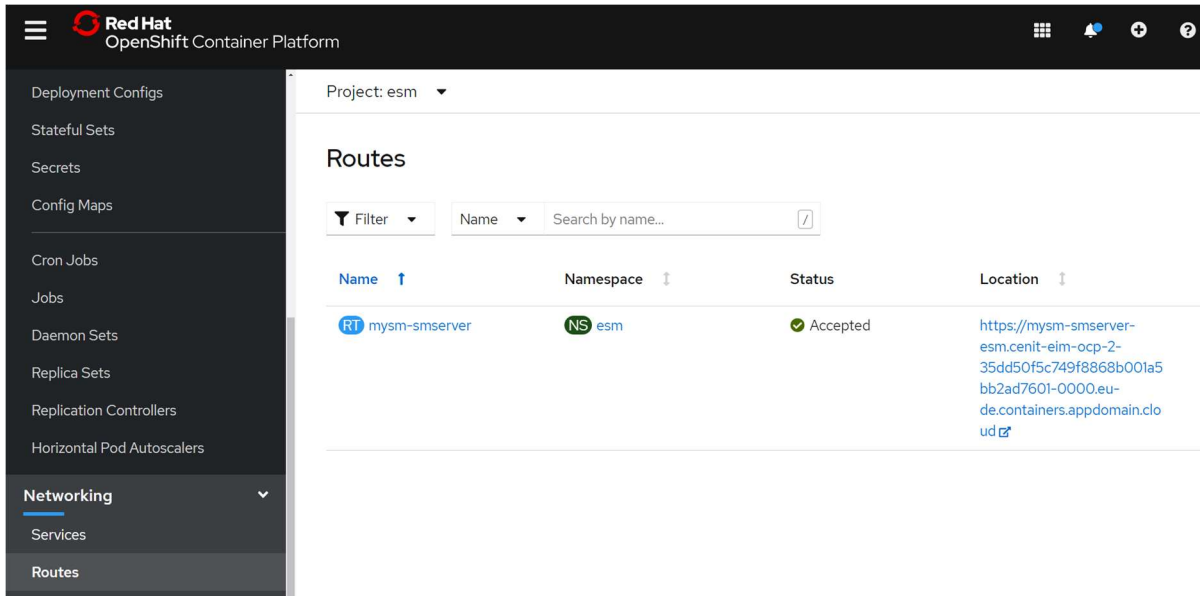 Red Hat
OpenShift Container Platform
Deployment Configs
Stateful Sets
Secrets
Config Maps
Cron Jobs
Jobs
Daemon Sets
Replica Sets
Replication Controllers
Horizontal Pod Autoscalers
Networking
Services
Routes
Project: esm
Routes
Filter
Name
Search by name...
/
Name
Namespace
Status
Location
RT mysm-smserver
NS esm
Accepted
https://mysm-smserver-
esm.cenit-eim-ocp-2-
35dd50f5c749f8868b001a5
bb2ad7601-0000.eu-
de.containers.appdomain.clo
ud